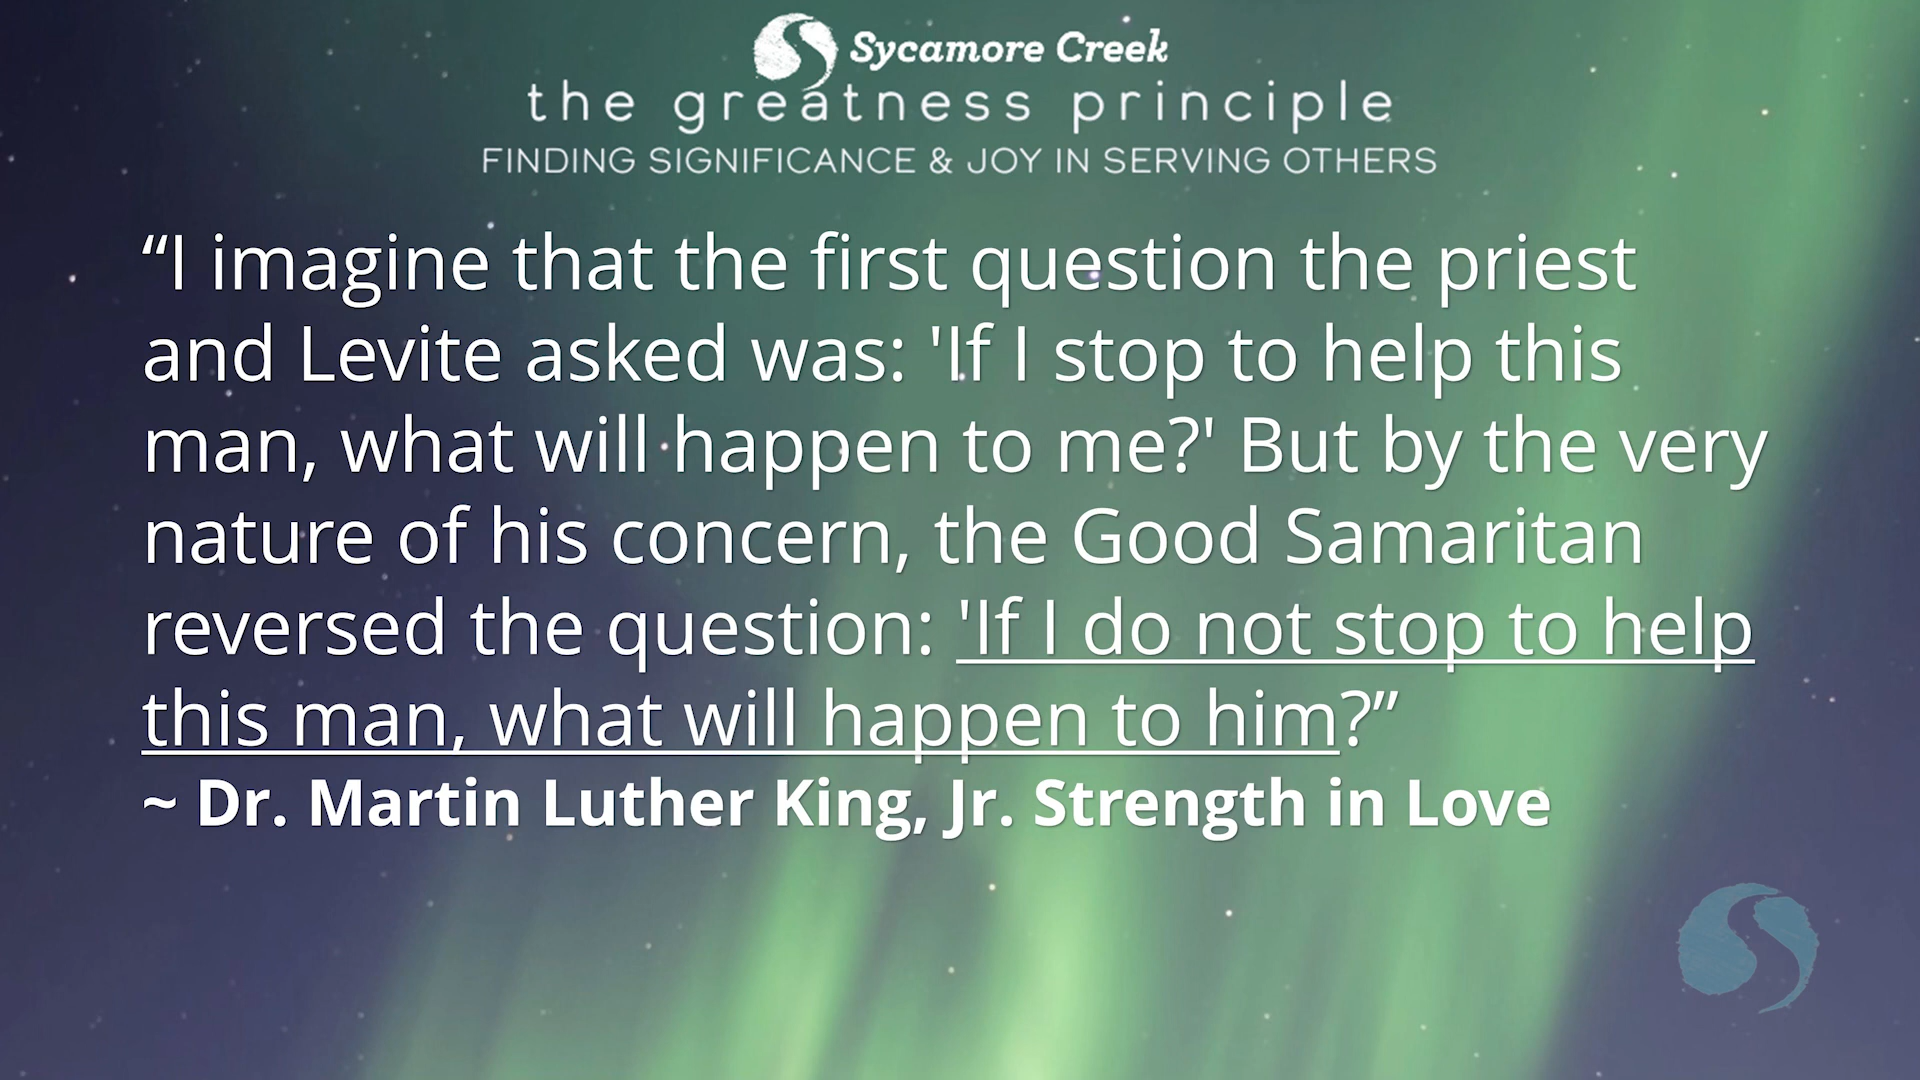 Sycamore Creek
the greatness principle
FINDING SIGNIFICANCE & JOY IN SERVING OTHERS
“I imagine that the first question the priest
and Levite asked was: 'If I stop to help this
man, what will happen to me?' But by the very
nature of his concern, the Good Samaritan
reversed the question: 'If I do not stop to help
this man, what will happen to him?”
~ Dr. Martin Luther King, Jr. Strength in Love